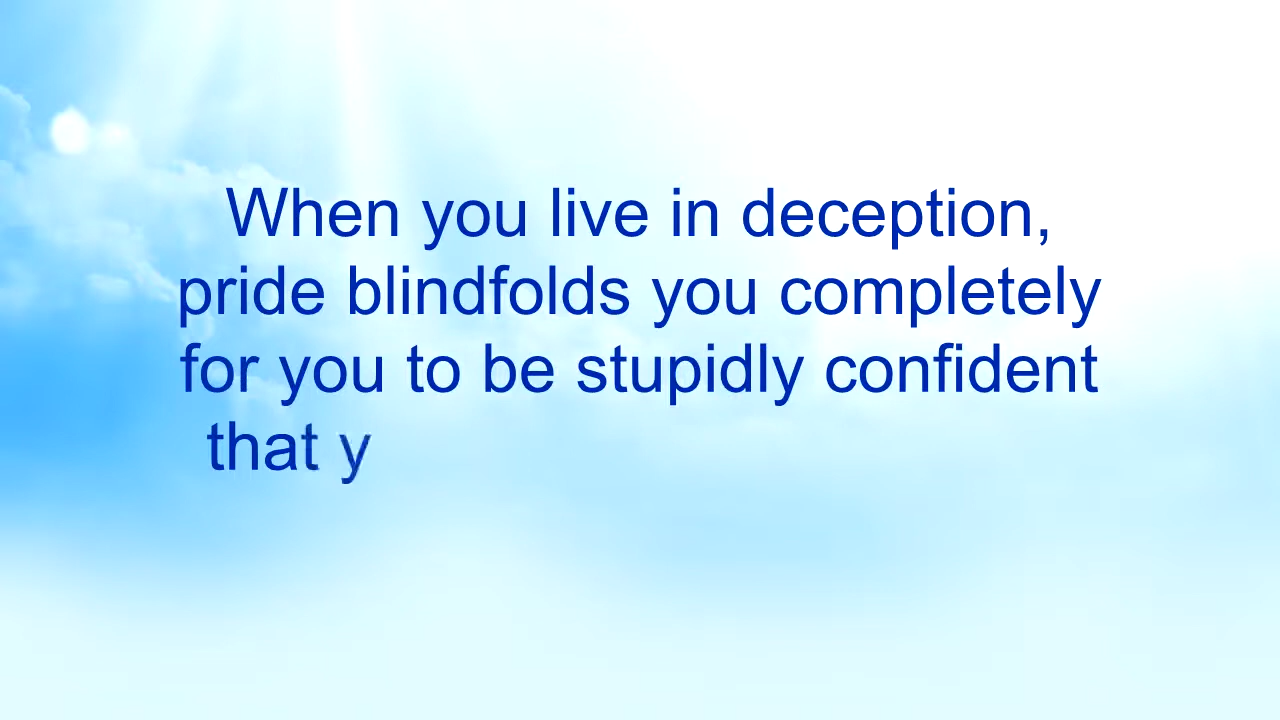 When you live in deception,
pride blindfolds you completely
for you to be stupidly confident
that y